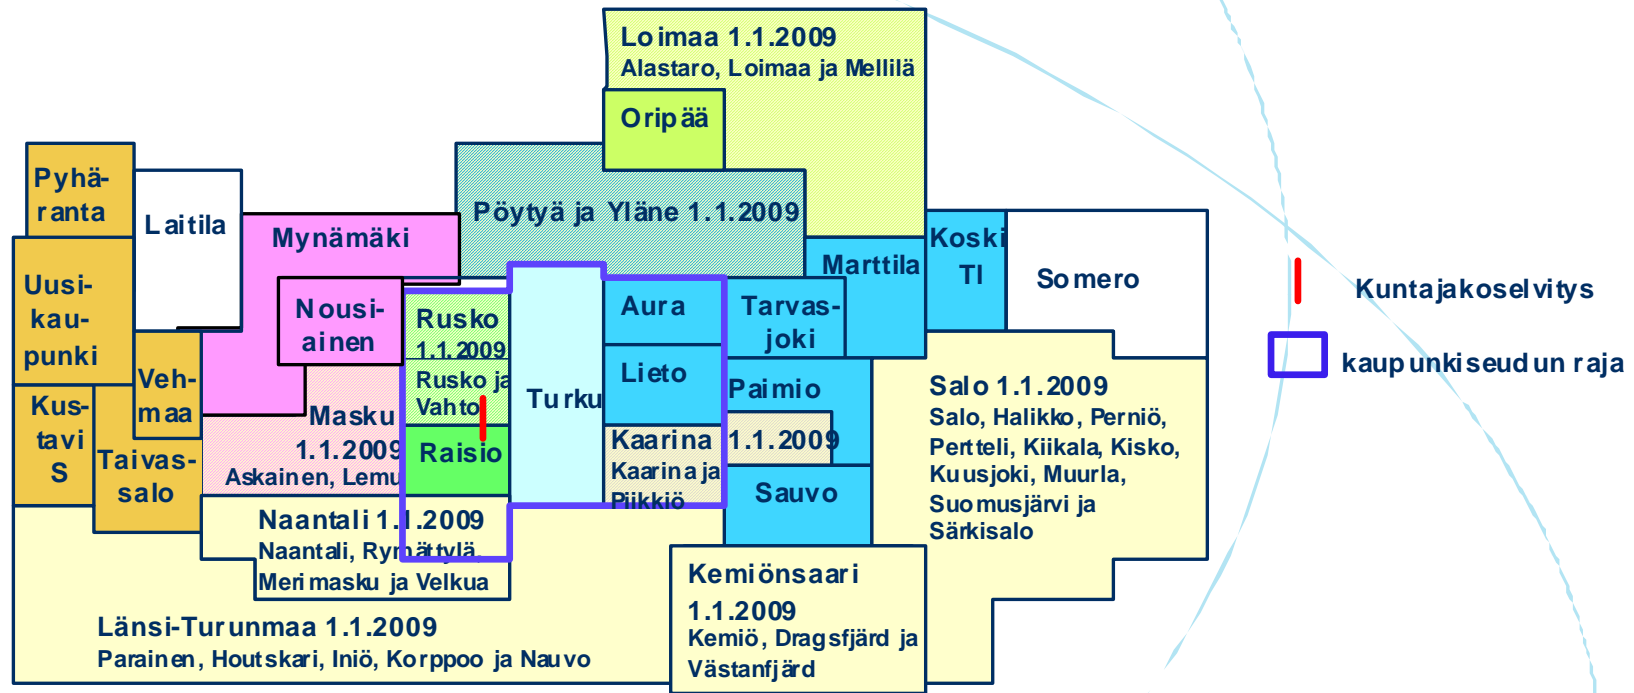 Loimaa 1.1.2009
Alastaro, Loimaa ja Mellilä
Oripää
Pyhä-
ranta
Laitila
Mynämäki
Pöytyä ja Yläne 1.1.2009
Marttila
Koski
Tl
Somero
Uusi-
kau-
punki
Nousi-
ainen
Rusko
1.1.2009
Rusko ja
Vahto
Aura
Tarvas-
joki
Lieto
Turku
Veh-
maa
Kus-
tavi
S
Taivas-
salo
Masku
1.1.2009
Askainen, Lemu
Raisio
Kaarina
Kaarina ja
Piikkiö
Paimio
1.1.2009
Sauvo
Salo 1.1.2009
Salo, Halikko, Perniö,
Pertteli, Kiikala, Kisko,
Kuusjoki, Muurla,
Suomusjärvi ja
Särkisalo
Naantali 1.1.2009
Naantali, Rymättylä,
Merimasku ja Velkua
Kemiönsaari
1.1.2009
Kemiö, Dragsfjärd ja
Västanfjärd
Länsi-Turunmaa 1.1.2009
Parainen, Houtskari, Iniö, Korppoo ja Nauvo
Kuntajakoselvitys
kaupunkiseudun raja